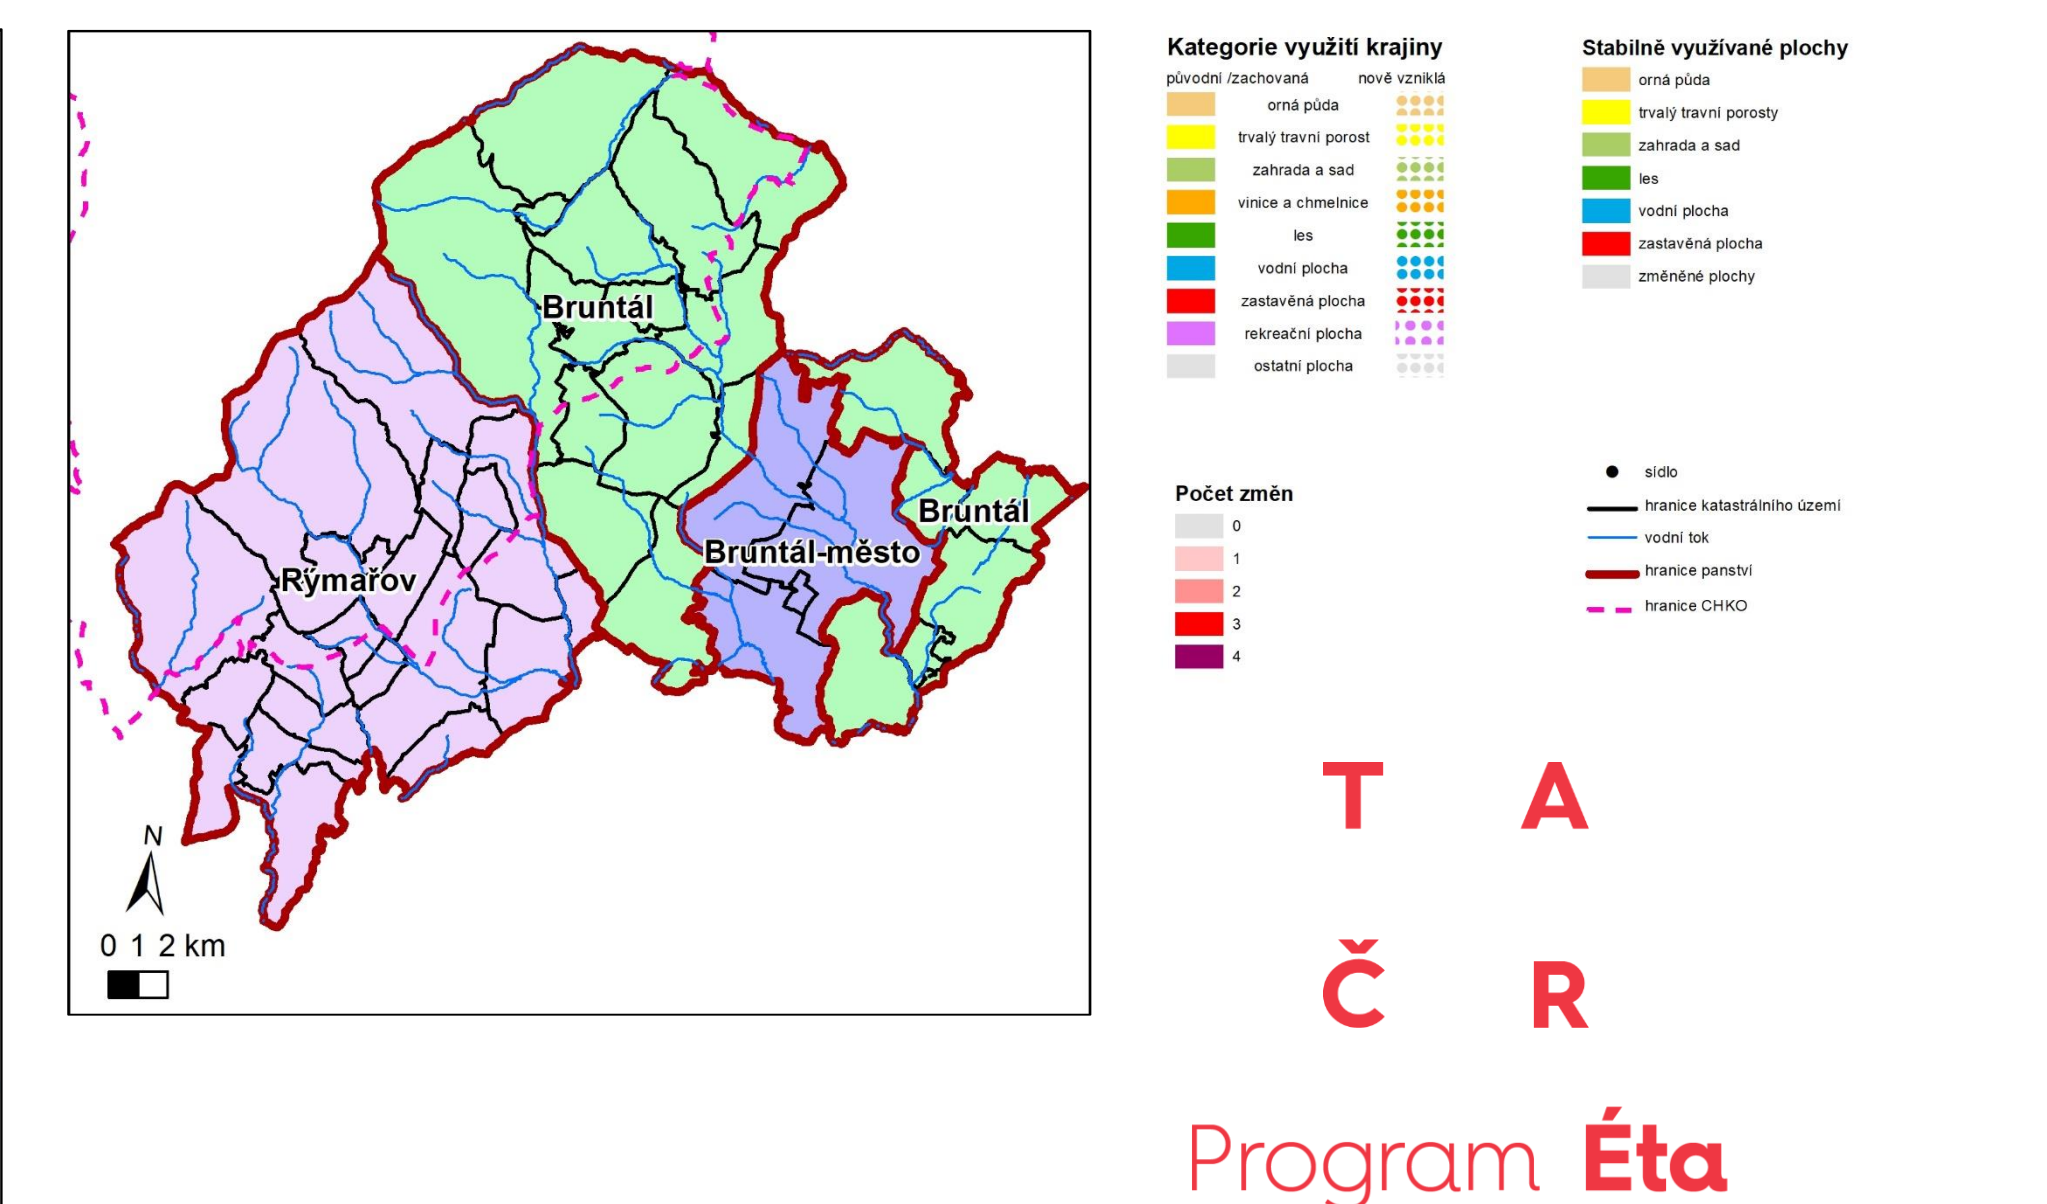 Bruntál
Bruntál
Bruntál-město
Rýmařov
N
0 1 2 km
Kategorie využití krajiny
původní /zachovaná nově vzniklá
orná půda
trvalý travní porost
zahrada a sad
vinice a chmelnice
les
vodní plocha
zastavěná plocha
rekreační plocha
ostatní plocha
Stabilně využívané plochy
orná půda
trvalý travní porosty
zahrada a sad
les
vodní plocha
zastavěná plocha
změněné plochy
Počet změn
0
1
2
3
4
sídlo
hranice katastrálního území
vodní tok
hranice panství
hranice CHKO
T A
Č R
Program Éta